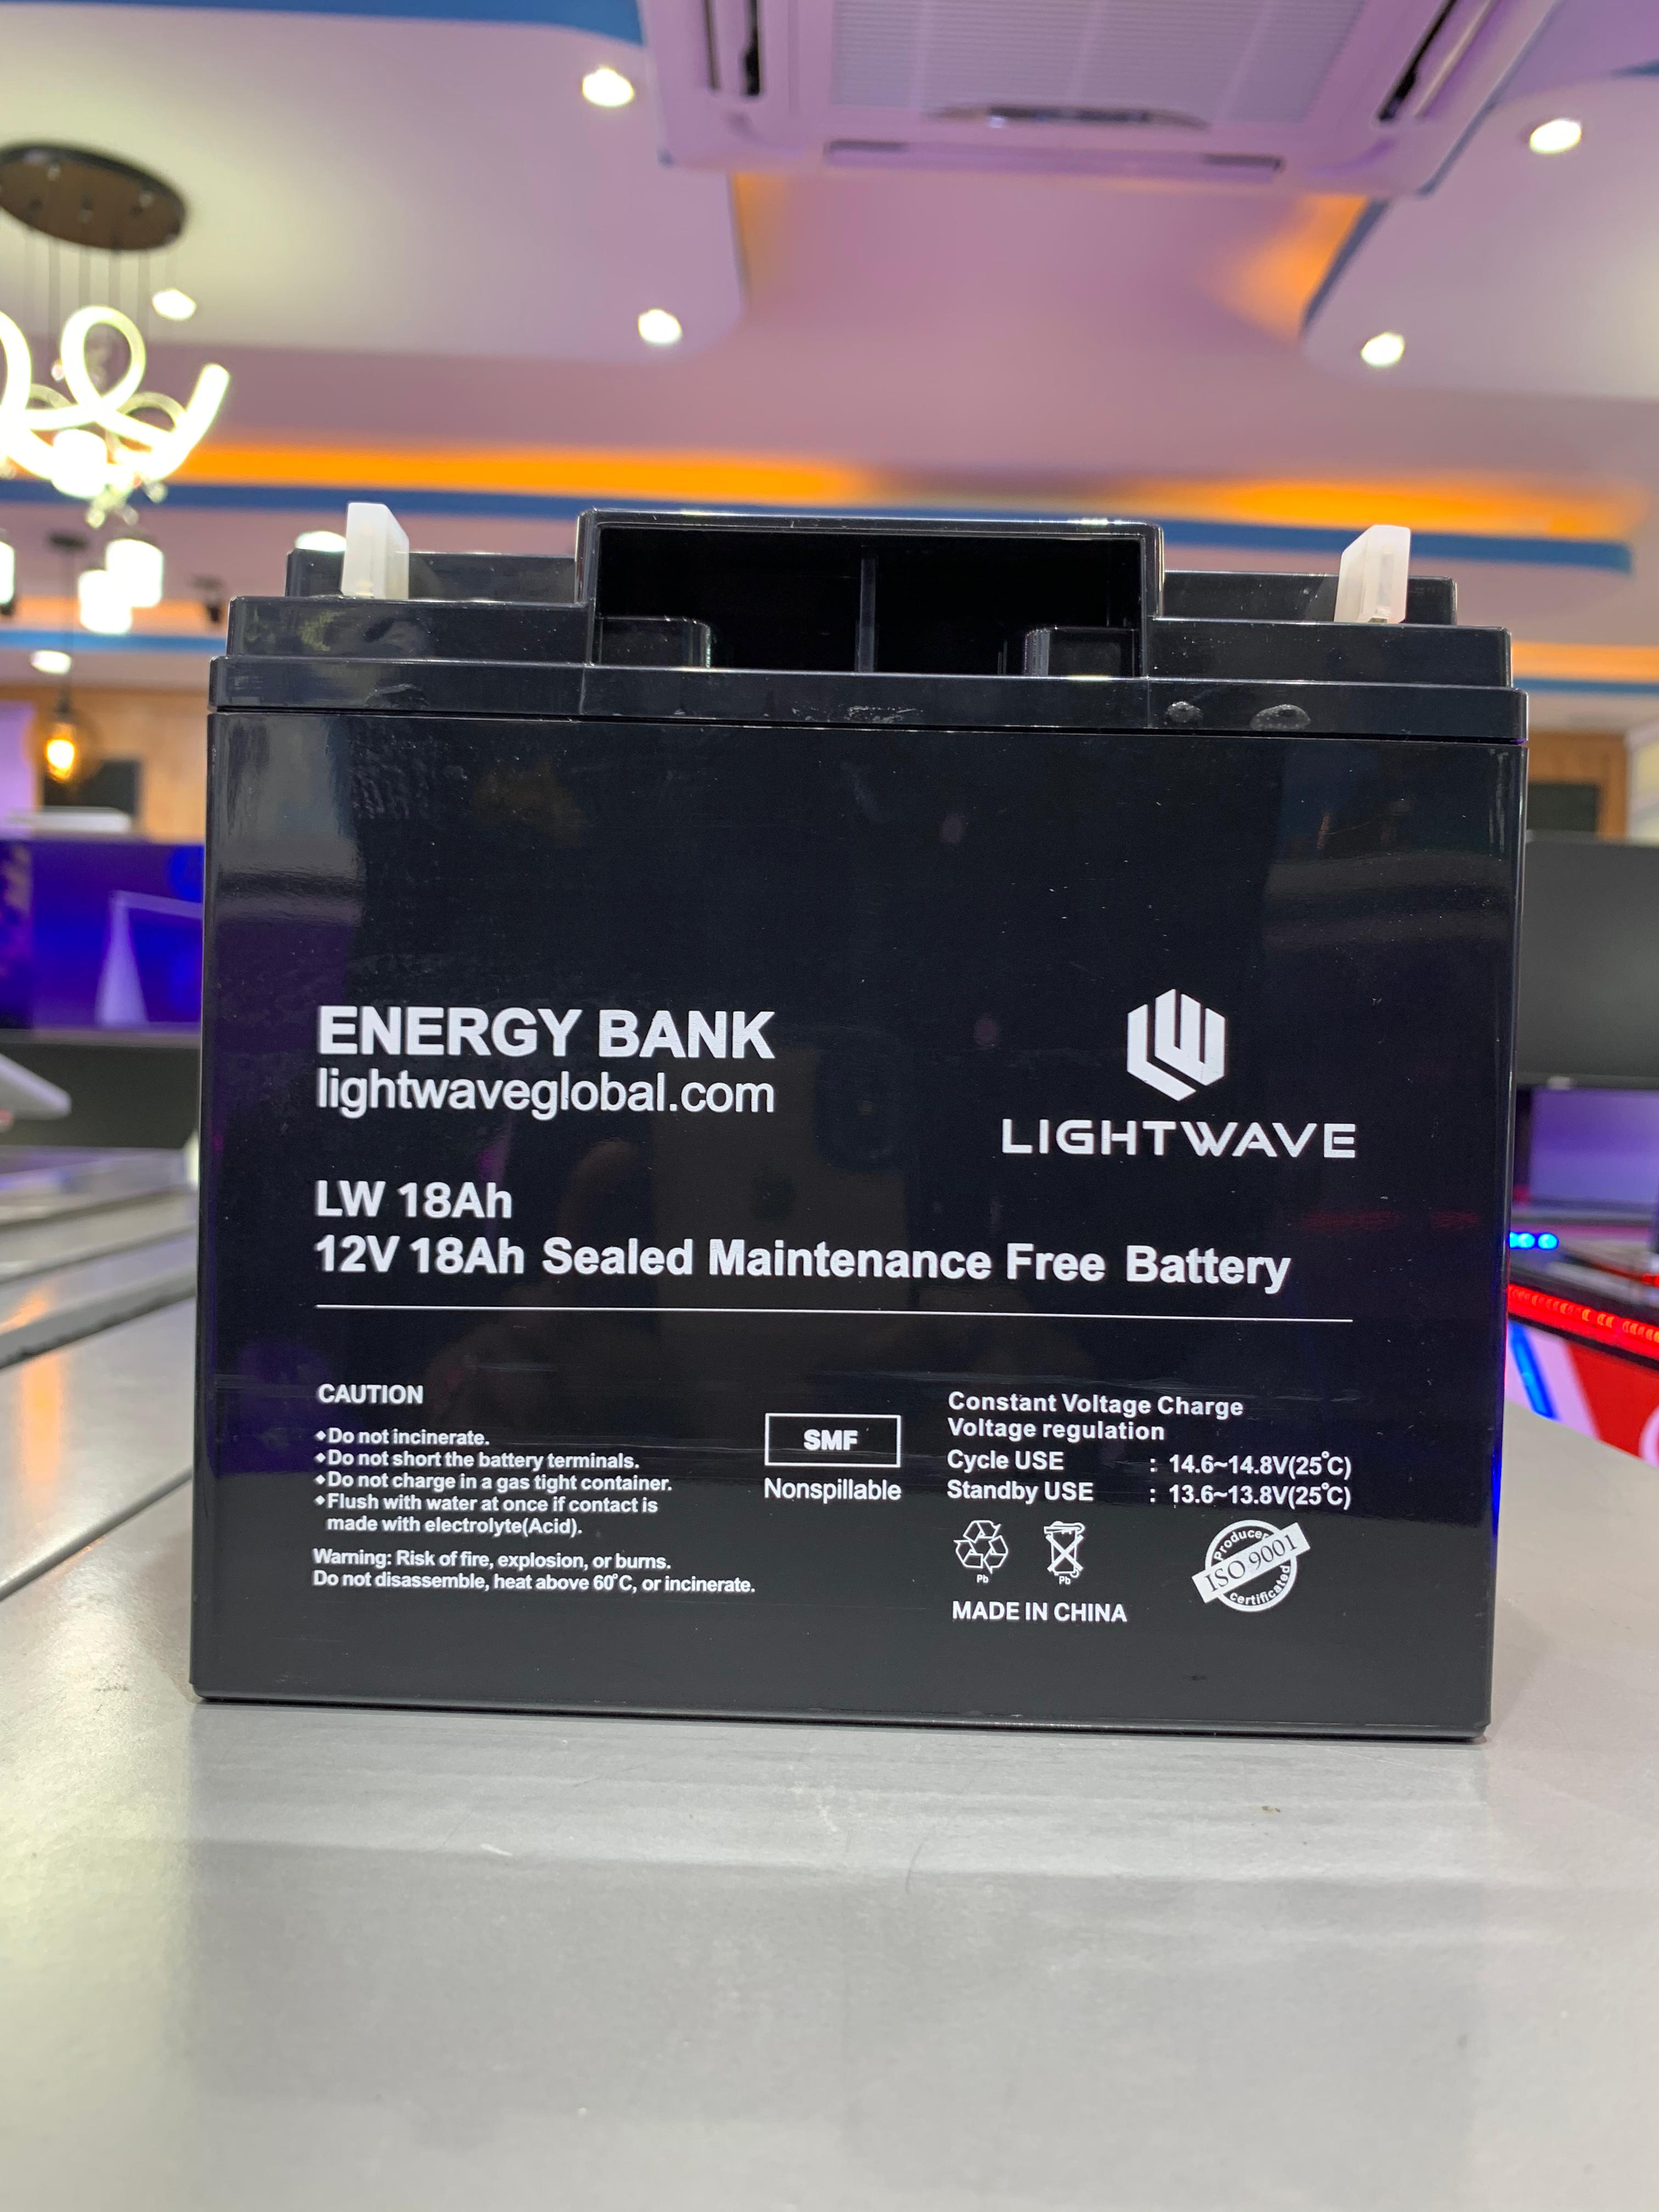 ENERGY BANK
lightwaveglobal.com
LW
LIGHTWAVE
LW 18Ah
12V 18Ah Sealed Maintenance Free Battery
CAUTION
◆Do not incinerate.
◆Do not short the battery terminals.
◆Do not charge in a gas tight container.
◆Flush with water at once if contact is
made with electrolyte(Acid).
Warning: Risk of fire, explosion, or burns.
Do not disassemble, heat above 60°C, or incinerate.
SMF
Nonspillable
Constant Voltage Charge
Voltage regulation
Cycle USE : 14.6~14.8V(25°C)
Standby USE : 13.6~13.8V(25°C)
Pb
Pb
Producer
ISO 9001
certificated
MADE IN CHINA